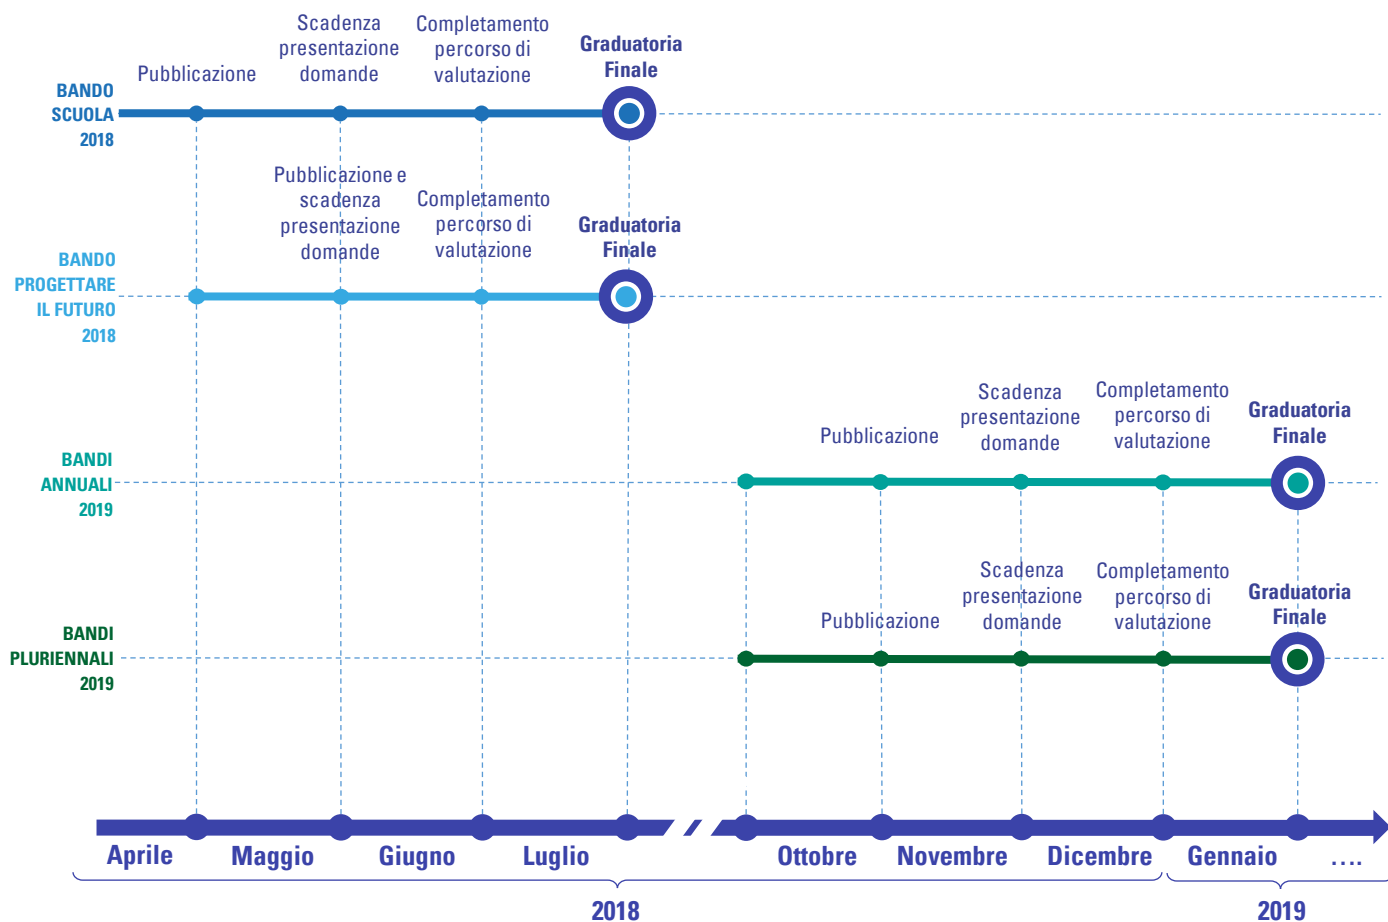 Pubblicazione
Scadenza
presentazione
domande
Completamento
percorso di
valutazione
Graduatoria
Finale
BANDO
SCUOLA
2018
Pubblicazione e
scadenza
presentazione
domande
Completamento
percorso di
valutazione
Graduatoria
Finale
BANDO
PROGETTARE
IL FUTURO
2018
Pubblicazione
Scadenza
presentazione
domande
Completamento
percorso di
valutazione
Graduatoria
Finale
BANDI
ANNUALI
2019
Pubblicazione
Scadenza
presentazione
domande
Completamento
percorso di
valutazione
Graduatoria
Finale
BANDI
PLURIENNALI
2019
Aprile Maggio Giugno Luglio Ottobre Novembre Dicembre Gennaio ....
2018 2019